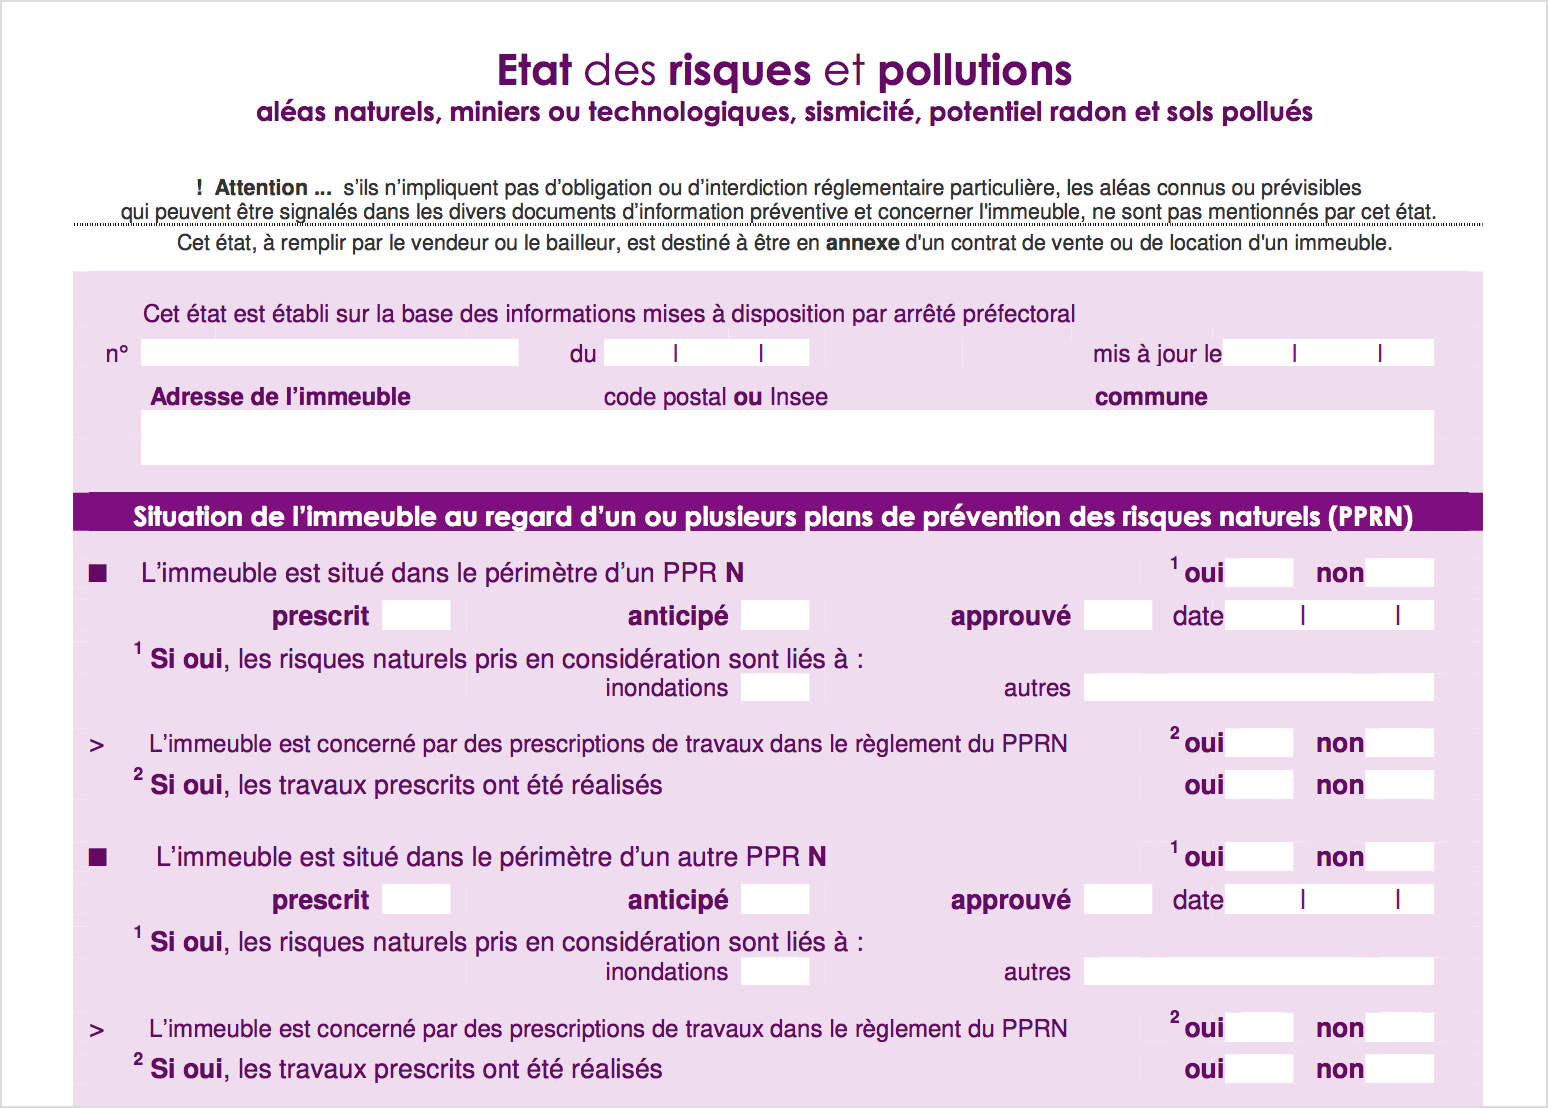 Etat des risques et pollutions
aléas naturels, miniers ou technologiques, sismicité, potentiel radon et sols pollués
! Attention ... s’ils n’impliquent pas d’obligation ou d’interdiction réglementaire particulière, les aléas connus ou prévisibles
qui peuvent être signalés dans les divers documents d’information préventive et concerner l'immeuble, ne sont pas mentionnés par cet état.
Cet état, à remplir par le vendeur ou le bailleur, est destiné à être en annexe d'un contrat de vente ou de location d'un immeuble.
Cet état est établi sur la base des informations mises à disposition par arrêté préfectoral
n° du | | mis à jour le | |
Adresse de l’immeuble code postal ou Insee commune
Situation de l’immeuble au regard d’un ou plusieurs plans de prévention des risques naturels (PPRN)
■ L’immeuble est situé dans le périmètre d’un PPR N 1 oui non
prescrit anticipé approuvé date | |
1 Si oui, les risques naturels pris en considération sont liés à :
inondations autres
> L’immeuble est concerné par des prescriptions de travaux dans le règlement du PPRN 2 oui non
2 Si oui, les travaux prescrits ont été réalisés oui non
■ L’immeuble est situé dans le périmètre d’un autre PPR N 1 oui non
prescrit anticipé approuvé date | |
1 Si oui, les risques naturels pris en considération sont liés à :
inondations autres
> L’immeuble est concerné par des prescriptions de travaux dans le règlement du PPRN 2 oui non
2 Si oui, les travaux prescrits ont été réalisés oui non